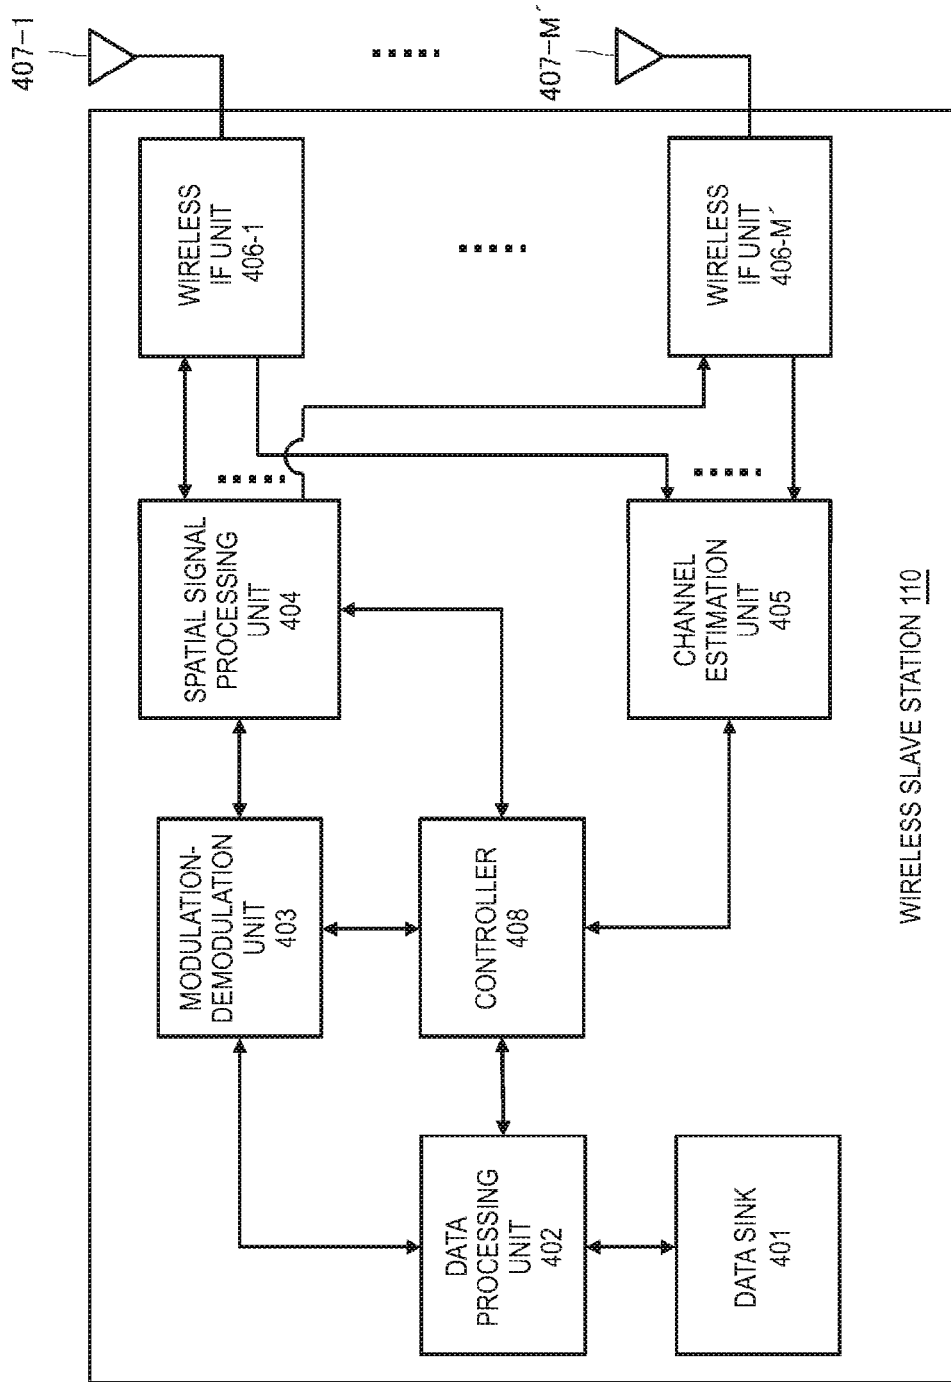 407-1
407-M´
WIRELESS
IF UNIT
406-1
WIRELESS
IF UNIT
406-M´
SPATIAL SIGNAL
PROCESSING
UNIT
404
CHANNEL
ESTIMATION
UNIT
405
MODULATION-
DEMODULATION
UNIT
403
CONTROLLER
408
DATA
PROCESSING
UNIT
402
DATA SINK
401
WIRELESS SLAVE STATION 110